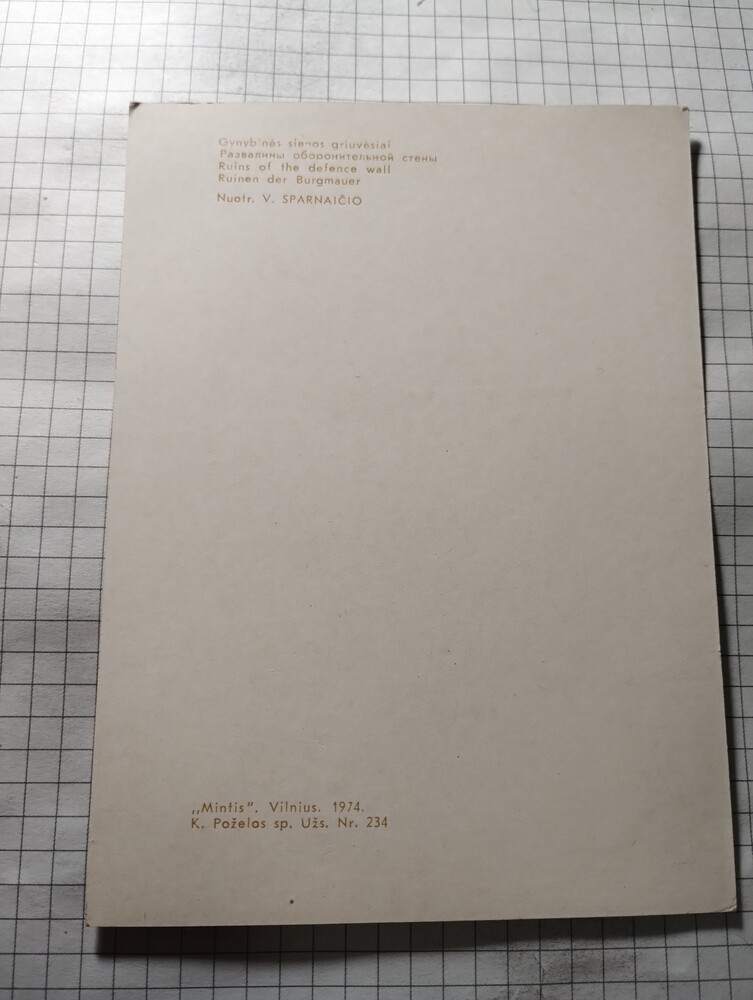 Gynybinės sienos griuvėsiai
Развалины оборонительной стены
Ruins of the defence wall
Ruinen der Burgmauer
Nuotr. V. SPARNAIČIO
„Mintis". Vilnius. 1974.
K. Poželos sp. Užs. Nr. 234